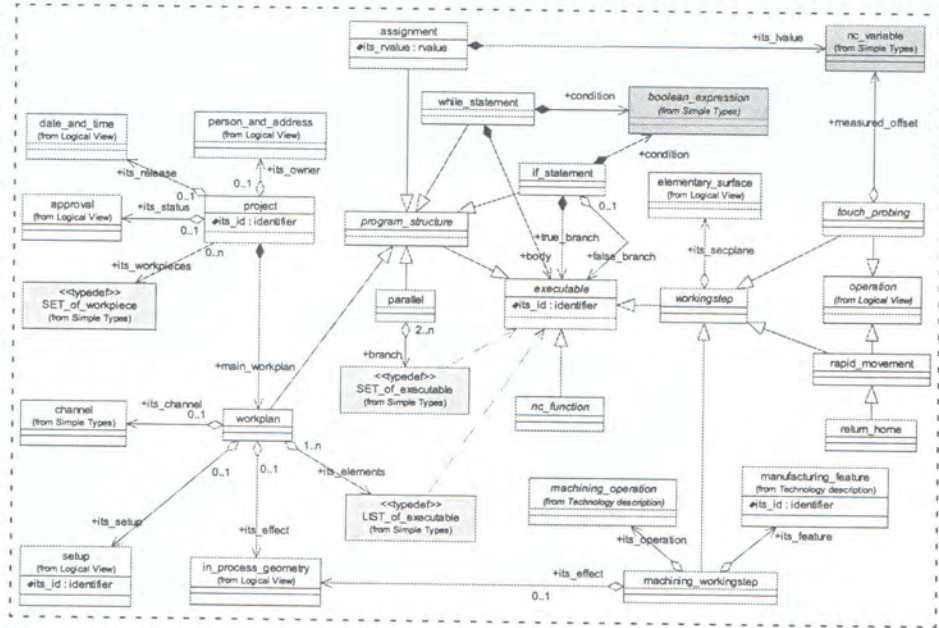 assignment
its_rvalue : rvalue
+its_lvalue
nc_variable
(from Simple Types)
while_statement
+condition
boolean_expression
(from Simple Types)
+measured_offset
date_and_time
(from Logical View)
person_and_address
(from Logical View)
+its_release
0..1
0..1
+its_owner
if_statement
0..1
+condition
elementary_surface
(from Logical View)
approval
(from Logical View)
+its_status
0..1
project
its_id : identifier
0..n
+its_workpieces
program_structure
+true_branch
+body
+false_branch
+its_secplane
touch_probing
<<typedef>>
SET_of_workpiece
(from Simple Types)
parallel
2..n
executable
its_id : identifier
workingstep
operation
(from Logical View)
+main_workplan
+branch
<<typedef>>
SET_of_executable
(from Simple Types)
nc_function
rapid_movement
return_home
channel
(from Simple Types)
+its_channel
0..1
workplan
0..1
0..1
1..n
+its_elements
<<typedef>>
LIST_of_executable
(from Simple Types)
machining_operation
(from Technology description)
manufacturing_feature
(from Technology description)
its_id : identifier
+its_setup
+its_effect
+its_operation
+its_feature
setup
(from Logical View)
its_id : identifier
in_process_geometry
(from Logical View)
+its_effect
0..1
machining_workingstep